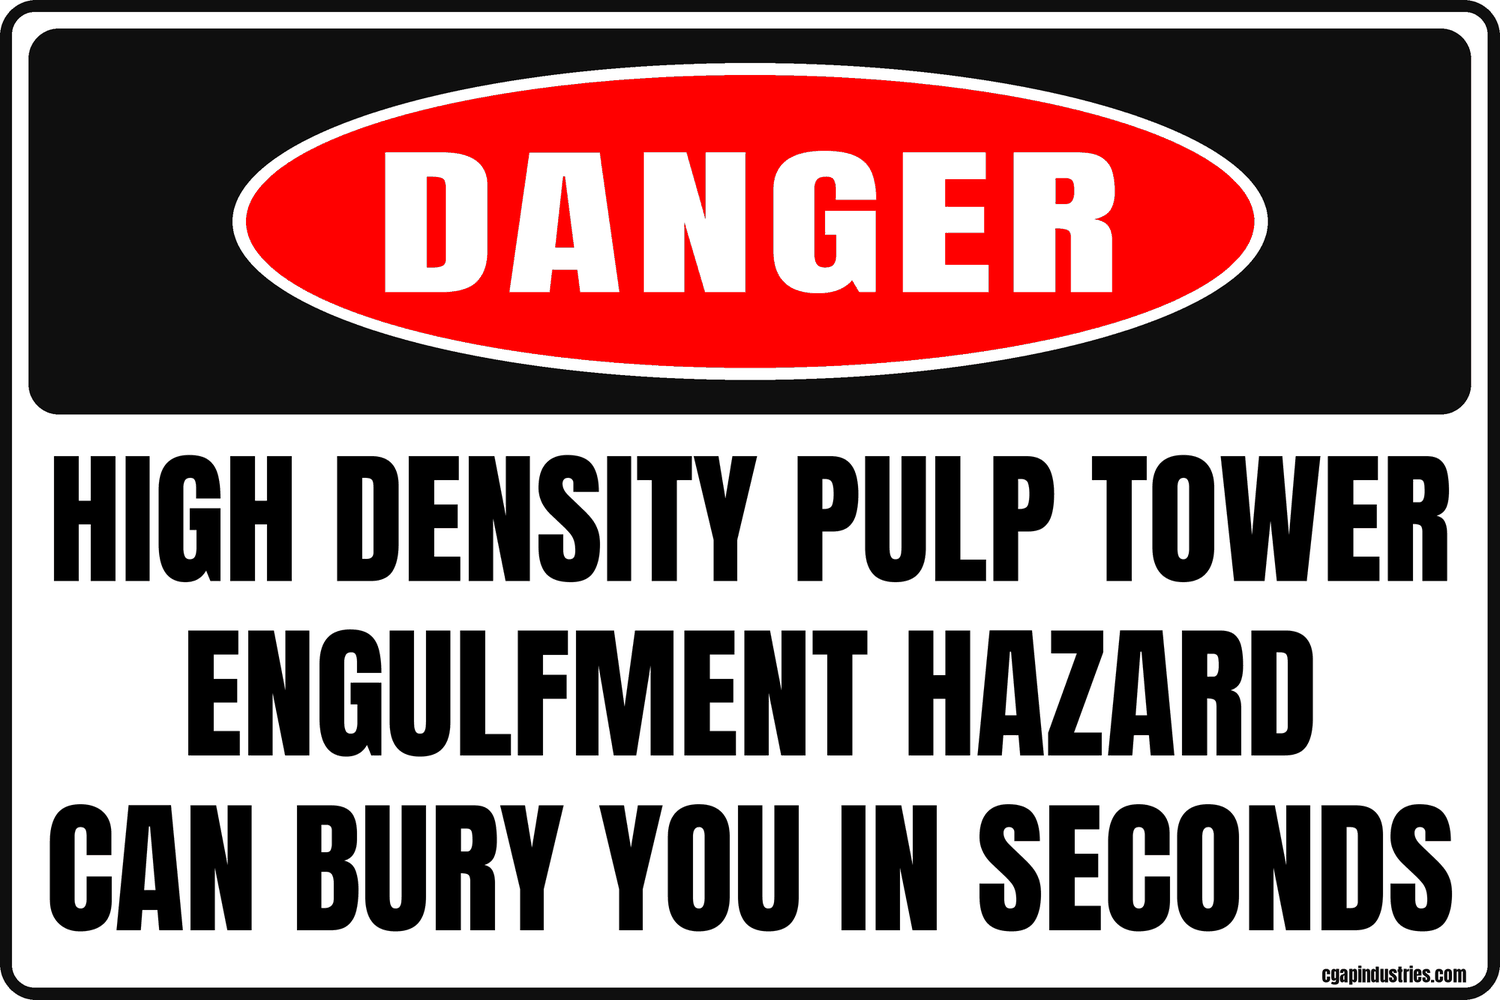 DANGER
HIGH DENSITY PULP TOWER
ENGULFMENT HAZARD
CAN BURY YOU IN SECONDS
cgapindustries.com